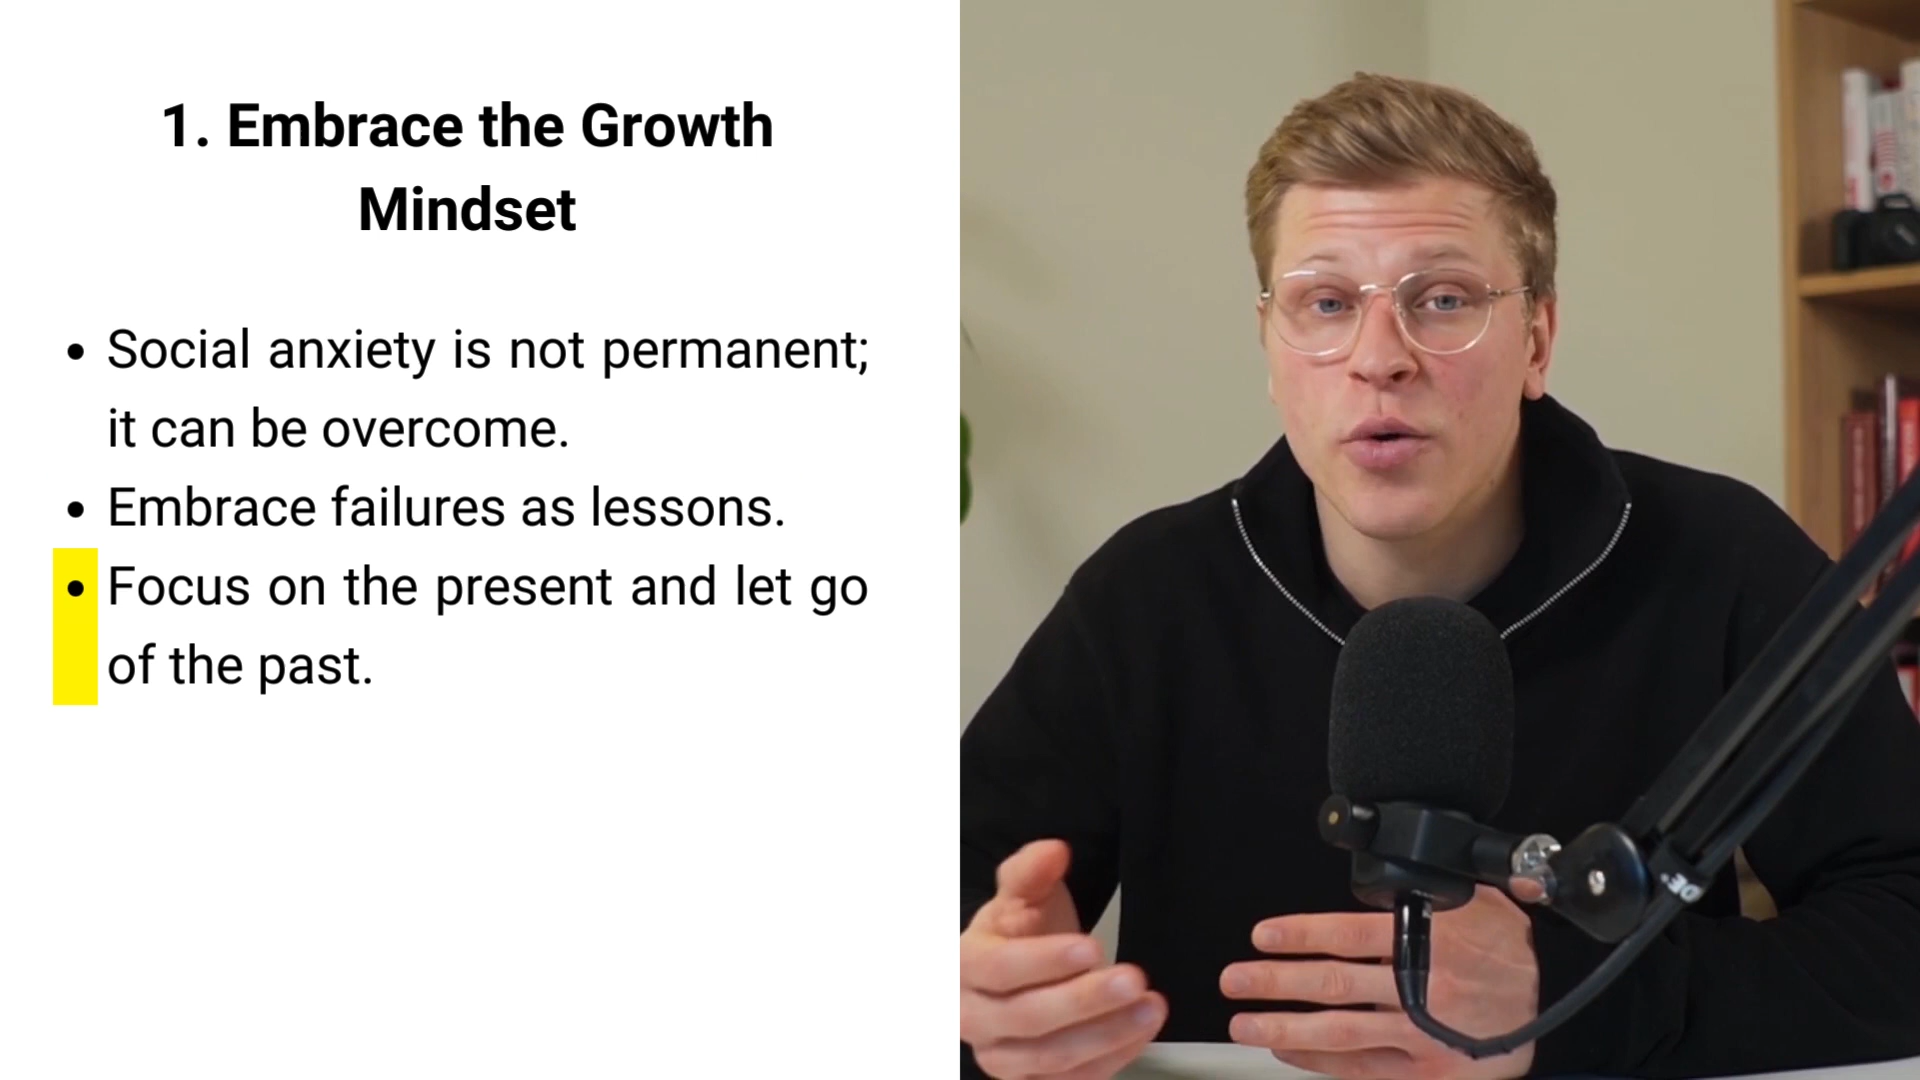 1. Embrace the Growth
Mindset
• Social anxiety is not permanent;
it can be overcome.
• Embrace failures as lessons.
• Focus on the present and let go
of the past.